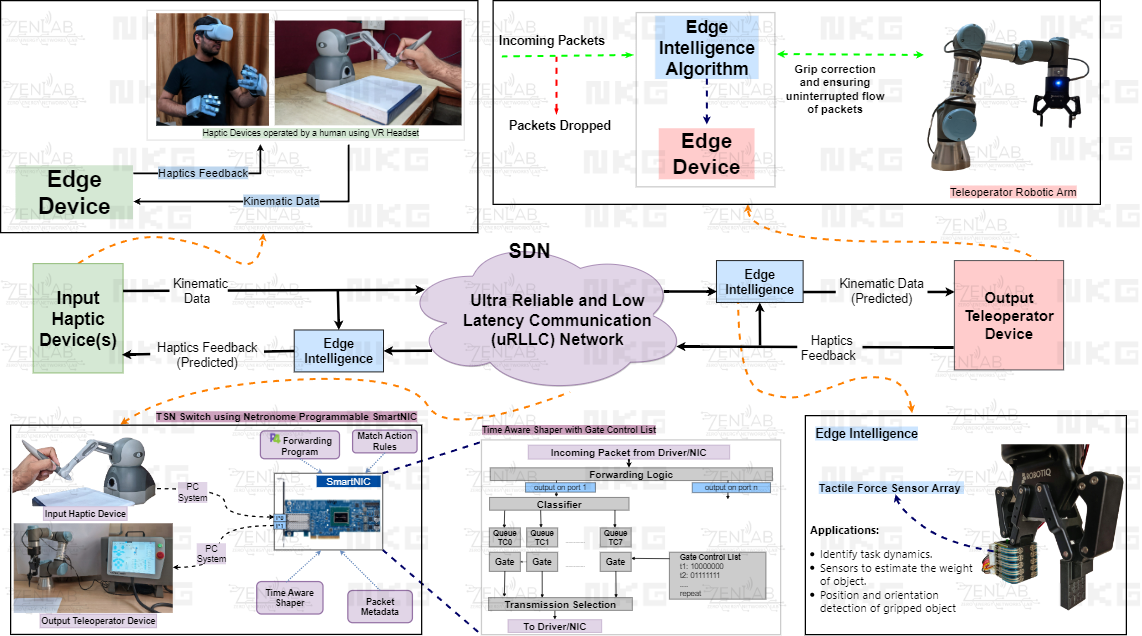 Haptic Devices operated by a human using VR Headset
Edge
Device
Haptics Feedback
Kinematic Data
Incoming Packets
Packets Dropped
Edge
Intelligence
Algorithm
Edge
Device
Grip correction
and ensuring
uninterrupted flow
of packets
Teleoperator Robotic Arm
Input
Haptic
Device(s)
Kinematic
Data
Haptics Feedback
(Predicted)
Edge
Intelligence
SDN
Ultra Reliable and Low
Latency Communication
(uRLLC) Network
Edge
Intelligence
Kinematic Data
(Predicted)
Haptics
Feedback
Output
Teleoperator
Device
TSN Switch using Netronome Programmable SmartNIC
Input Haptic Device
Output Teleoperator Device
PC
System
PC
System
P4 Forwarding
Program
Match Action
Rules
SmartNIC
P0
P1
Time Aware
Shaper
Packet
Metadata
Time Aware Shaper with Gate Control List
Incoming Packet from Driver/NIC
Forwarding Logic
output on port 1
output on port n
Classifier
Queue
TC0
Queue
TC1
.........
Queue
TC7
Gate
Gate
.........
Gate
Gate Control List
t1: 10000000
t2: 01111111
....
repeat
Transmission Selection
To Driver/NIC
Edge Intelligence
Tactile Force Sensor Array
Applications:
• Identify task dynamics.
• Sensors to estimate the weight
of object.
• Position and orientation
detection of gripped object
ROBOTIQ
ZENLAB
NKG